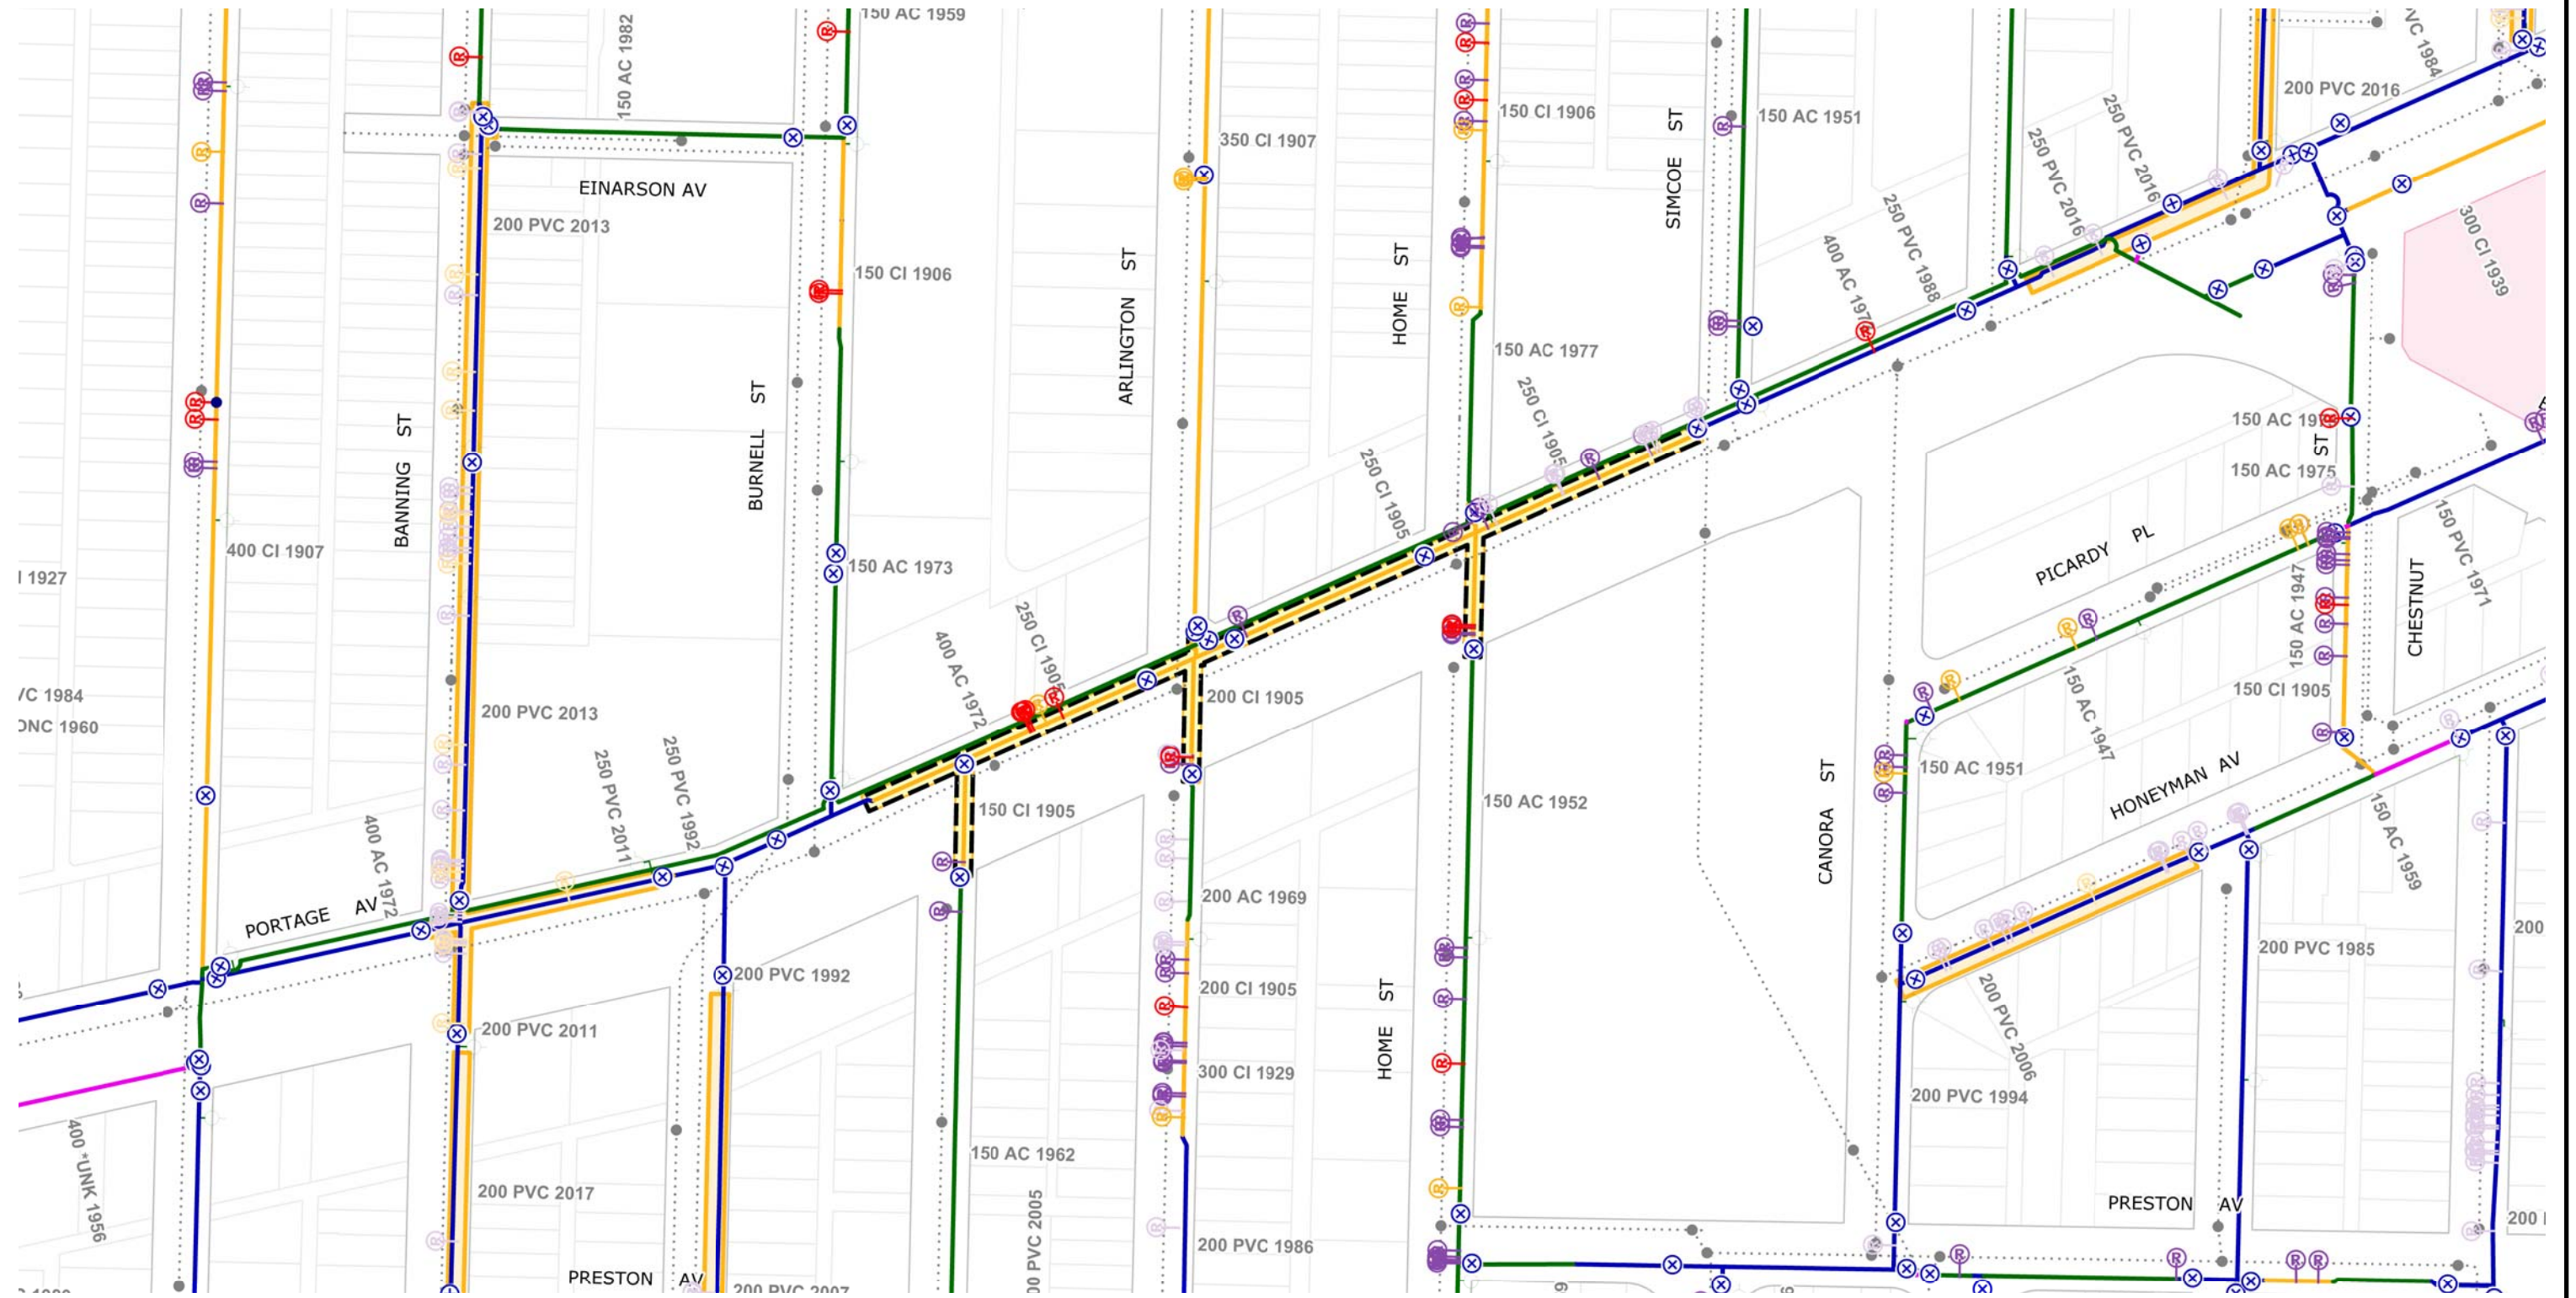 150 AC 1959
150 AC 1982
PVC 1984
200 PVC 2016
250 PVC 2016
250 PVC 2016
150 CI 1906
150 AC 1951
350 CI 1907
SIMCOE ST
EINARSON AV
200 PVC 2013
250 PVC 1988
400 AC 197
300 CI 1939
ARLINGTON ST
HOME ST
150 CI 1906
150 AC 1977
250 CI 1905
BURNELL ST
BANNING ST
150 AC 197
ST
150 AC 1975
250 CI 1905
400 CI 1907
150 AC 1973
I 1927
PICARDY PL
150 PVC 1971
150 AC 1947
CHESTNUT
250 CI 1905
400 AC 1972
200 CI 1905
150 CI 1905
VC 1984
ONC 1960
200 PVC 2013
150 AC 1947
250 PVC 2011
250 PVC 1992
150 CI 1905
150 AC 1952
CANORA ST
150 AC 1951
HONEYMAN AV
150 AC 1959
400 AC 1972
PORTAGE AV
200 AC 1969
200 PVC 1992
200 CI 1905
200 PVC 1985
200
200 PVC 2006
200 PVC 2011
HOME ST
300 CI 1929
200 PVC 1994
400 *UNK 1956
150 AC 1962
200 PVC 2017
PRESTON AV
200
200 PVC 1986
00 PVC 2005
PRESTON AV
200 PVC 2007